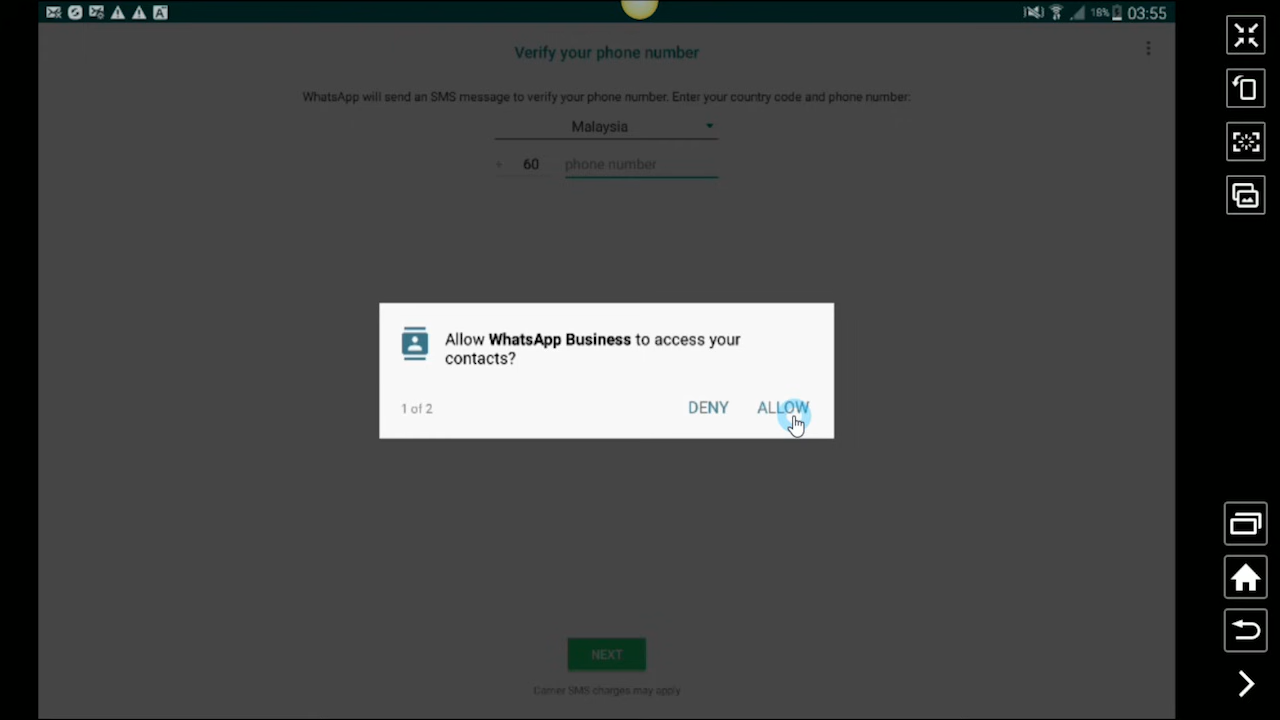 18% 03:55
Verify your phone number
WhatsApp will send an SMS message to verify your phone number. Enter your country code and phone number:
Malaysia
+ 60 phone number
Allow WhatsApp Business to access your
contacts?
1 of 2 DENY ALLOW
NEXT
Carrier SMS charges may apply